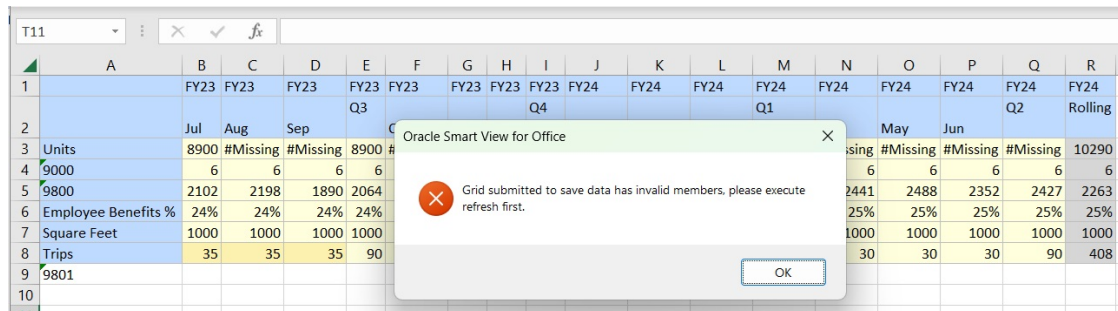 T11 fx
A B C D E F G H I J K L M N O P Q R
1 FY23 FY23 FY23 FY23 FY23 FY23 FY23 FY23 FY24 FY24 FY24 FY24 FY24 FY24 FY24 FY24 FY24
Q3 Q4 Q1 Q2 Rolling
2 Jul Aug Sep May Jun
Oracle Smart View for Office
3 Units 8900 #Missing #Missing 8900 #Missing #Missing #Missing 10290
4 9000 6 6 6 6 6 6 6 6 6
5 9800 2102 2198 1890 2064 2441 2488 2352 2427 2263
Grid submitted to save data has invalid members, please execute
refresh first.
6 Employee Benefits % 24% 24% 24% 24% 25% 25% 25% 25% 25%
7 Square Feet 1000 1000 1000 1000 1000 1000 1000 1000 1000
8 Trips 35 35 35 90 30 30 30 90 408
9 9801
OK
10